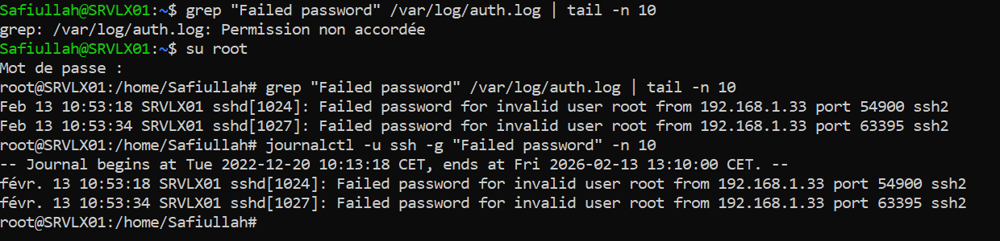 Safiullah@SRVLX01:~$ grep "Failed password" /var/log/auth.log | tail -n 10
grep: /var/log/auth.log: Permission non accordée
Safiullah@SRVLX01:~$ su root
Mot de passe :
root@SRVLX01:/home/Safiullah# grep "Failed password" /var/log/auth.log | tail -n 10
Feb 13 10:53:18 SRVLX01 sshd[1024]: Failed password for invalid user root from 192.168.1.33 port 54900 ssh2
Feb 13 10:53:34 SRVLX01 sshd[1027]: Failed password for invalid user root from 192.168.1.33 port 63395 ssh2
root@SRVLX01:/home/Safiullah# journalctl -u ssh -g "Failed password" -n 10
-- Journal begins at Tue 2022-12-20 10:13:18 CET, ends at Fri 2026-02-13 13:10:00 CET. --
févr. 13 10:53:18 SRVLX01 sshd[1024]: Failed password for invalid user root from 192.168.1.33 port 54900 ssh2
févr. 13 10:53:34 SRVLX01 sshd[1027]: Failed password for invalid user root from 192.168.1.33 port 63395 ssh2
root@SRVLX01:/home/Safiullah#